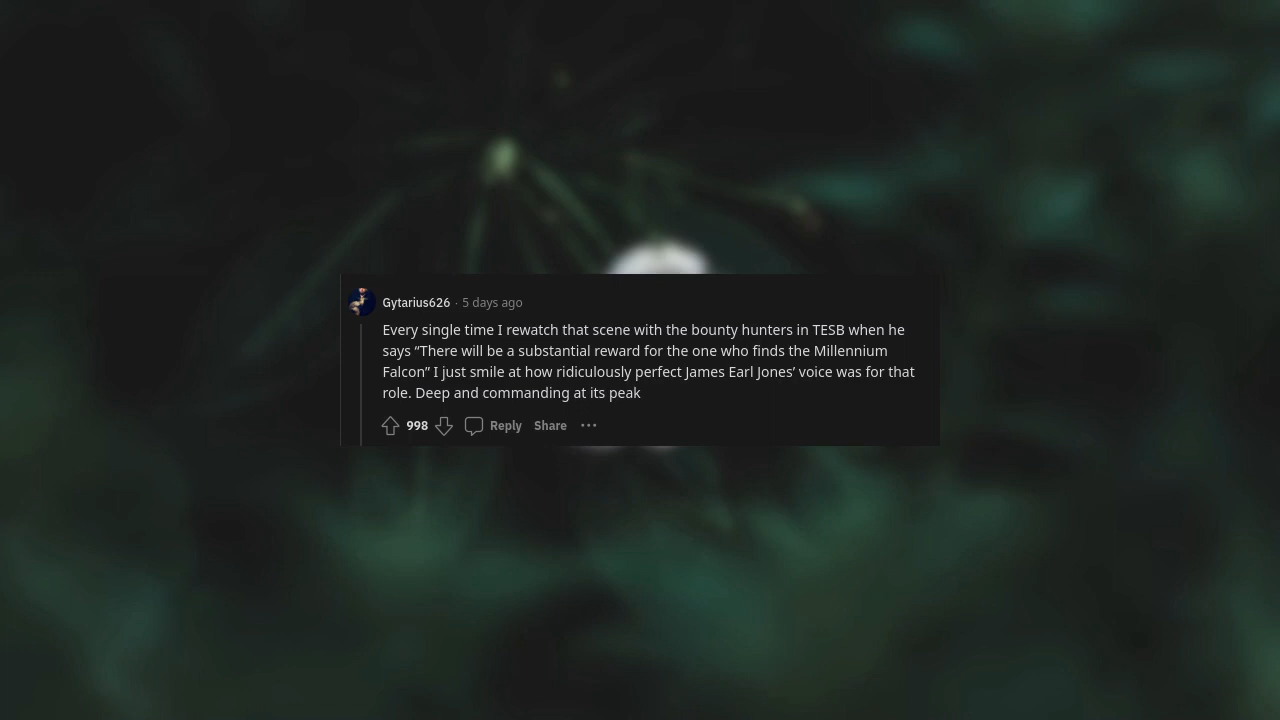 Gytarius626 · 5 days ago
Every single time I rewatch that scene with the bounty hunters in TESB when he
says “There will be a substantial reward for the one who finds the Millennium
Falcon” I just smile at how ridiculously perfect James Earl Jones’ voice was for that
role. Deep and commanding at its peak
998 Reply Share ···